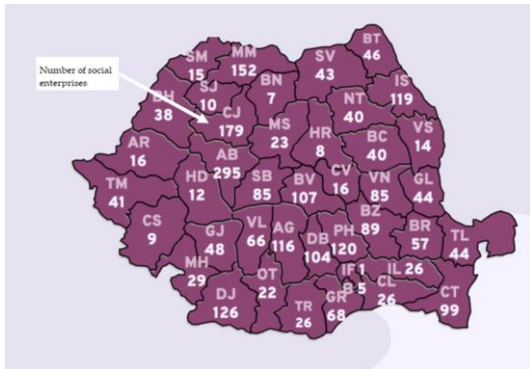 Number of social
enterprises
SM
15
MM
152
SV
43
BT
46
BH
38
SJ
10
BN
7
IS
119
CJ
179
NT
40
MS
23
HR
8
BC
40
VS
14
AR
16
AB
295
TM
41
HD
12
SB
85
BV
107
CV
16
VN
85
GL
44
CS
9
GJ
48
VL
66
AG
116
DB
104
PH
120
BZ
89
BR
57
TL
44
MH
29
OT
22
IF 1
IL 26
B 5
CL
26
DJ
126
TR
26
GR
68
CT
99